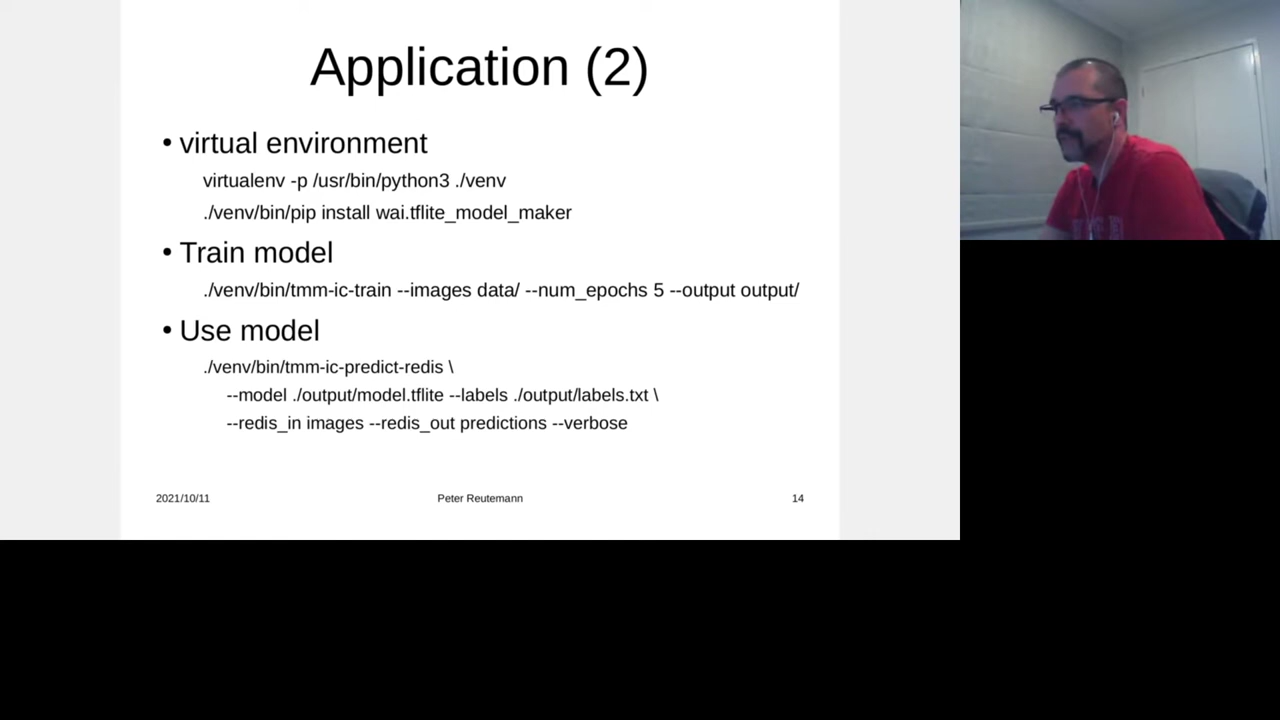 Application (2)
• virtual environment
virtualenv -p /usr/bin/python3 ./venv
./venv/bin/pip install wai.tflite_model_maker
• Train model
./venv/bin/tmm-ic-train --images data/ --num_epochs 5 --output output/
• Use model
./venv/bin/tmm-ic-predict-redis \
--model ./output/model.tflite --labels ./output/labels.txt \
--redis_in images --redis_out predictions --verbose
2021/10/11 Peter Reutemann 14